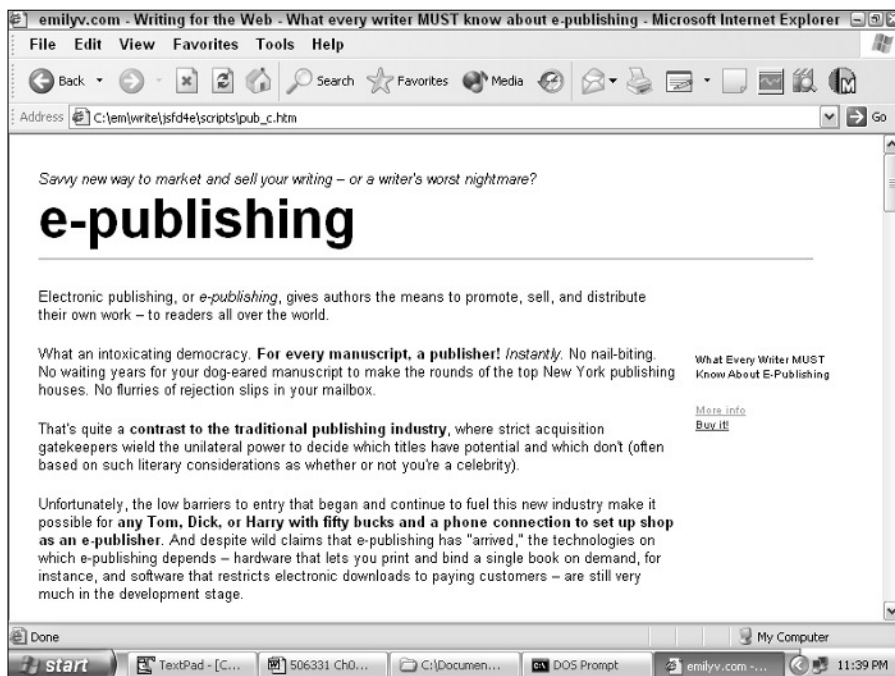 emilyv.com - Writing for the Web - What every writer MUST know about e-publishing - Microsoft Internet Explorer
File Edit View Favorites Tools Help
Back Search Favorites Media
Address C:\em\write\jsfd4e\scripts\pub_c.htm Go
Savvy new way to market and sell your writing – or a writer's worst nightmare?
e-publishing
Electronic publishing, or e-publishing, gives authors the means to promote, sell, and distribute
their own work – to readers all over the world.
What an intoxicating democracy. For every manuscript, a publisher! Instantly. No nail-biting.
No waiting years for your dog-eared manuscript to make the rounds of the top New York publishing
houses. No flurries of rejection slips in your mailbox.
What Every Writer MUST
Know About E-Publishing
More info
Buy it!
That's quite a contrast to the traditional publishing industry, where strict acquisition
gatekeepers wield the unilateral power to decide which titles have potential and which don't (often
based on such literary considerations as whether or not you're a celebrity).
Unfortunately, the low barriers to entry that began and continue to fuel this new industry make it
possible for any Tom, Dick, or Harry with fifty bucks and a phone connection to set up shop
as an e-publisher. And despite wild claims that e-publishing has "arrived," the technologies on
which e-publishing depends – hardware that lets you print and bind a single book on demand, for
instance, and software that restricts electronic downloads to paying customers – are still very
much in the development stage.
Done My Computer
start TextPad - [C... 506331 Ch0... C:\Documen... DOS Prompt emilyv.com -... 11:39 PM